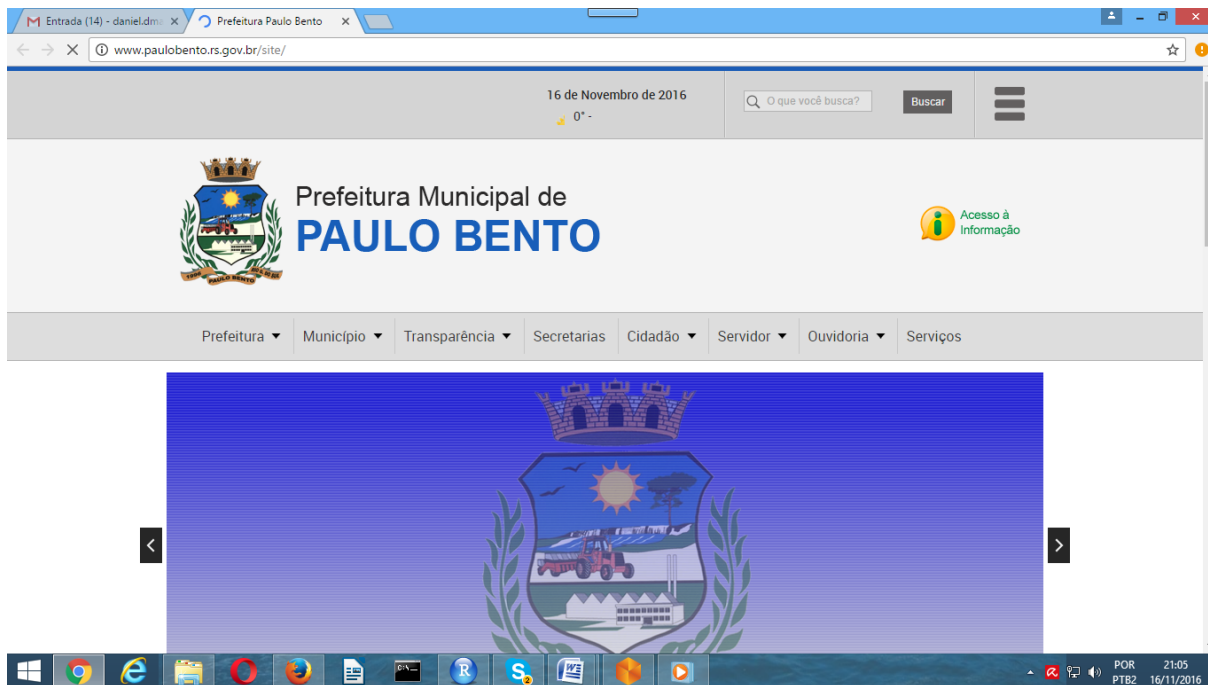 Entrada (14) - daniel.dma
Prefeitura Paulo Bento
www.paulobento.rs.gov.br/site/
16 de Novembro de 2016
0° -
O que você busca?
Buscar
Prefeitura Municipal de
PAULO BENTO
Acesso à
Informação
PAULO BENTO
Prefeitura
Município
Transparência
Secretarias
Cidadão
Servidor
Ouvidoria
Serviços
POR
21:05
PTB2
16/11/2016